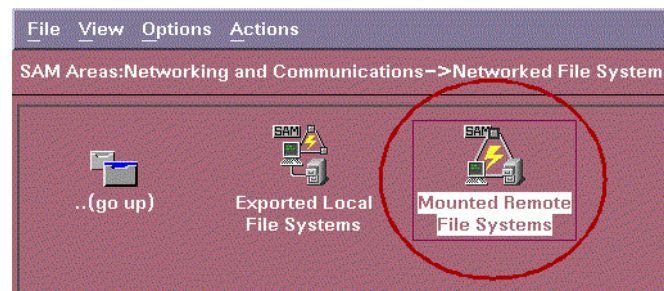 File View Options Actions
SAM Areas:Networking and Communications->Networked File System
SAM
SAM
..(go up)
Exported Local
File Systems
Mounted Remote
File Systems